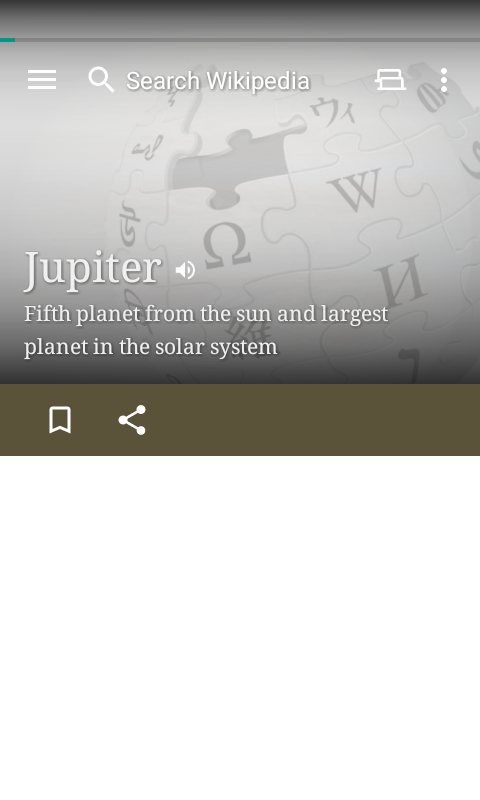 Search Wikipedia
Jupiter
Fifth planet from the sun and largest
planet in the solar system